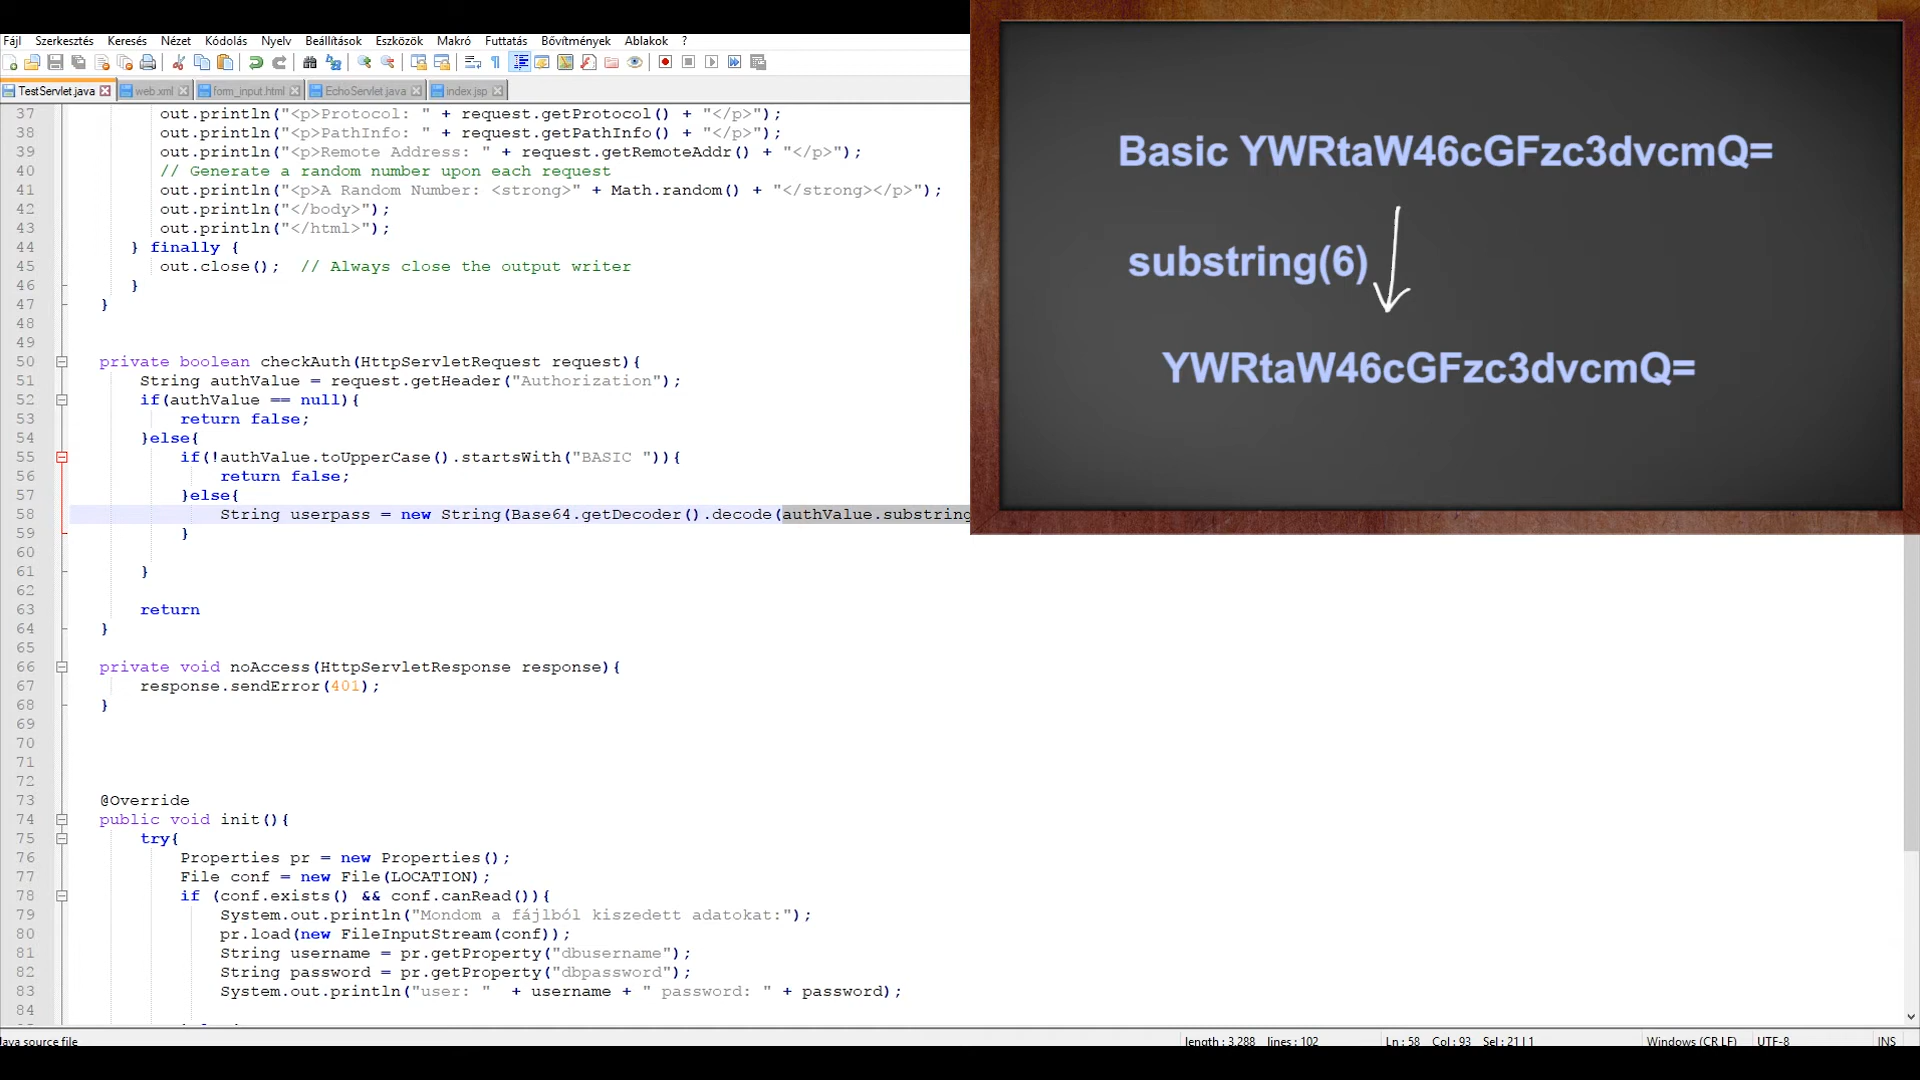 Fájl Szerkesztés Keresés Nézet Kódolás Nyelv Beállítások Eszközök Makró Futtatás Bővítmények Ablakok ?
TestServlet.java web.xml form_input.html EchoServlet.java index.jsp
37 out.println("<p>Protocol: " + request.getProtocol() + "</p>");
38 out.println("<p>PathInfo: " + request.getPathInfo() + "</p>");
39 out.println("<p>Remote Address: " + request.getRemoteAddr() + "</p>");
40 // Generate a random number upon each request
41 out.println("<p>A Random Number: <strong>" + Math.random() + "</strong></p>");
42 out.println("</body>");
43 out.println("</html>");
44 } finally {
45 out.close(); // Always close the output writer
46 }
47 }
48
49
50 private boolean checkAuth(HttpServletRequest request){
51 String authValue = request.getHeader("Authorization");
52 if(authValue == null){
53 return false;
54 }else{
55 if(!authValue.toUpperCase().startsWith("BASIC ")){
56 return false;
57 }else{
58 String userpass = new String(Base64.getDecoder().decode(authValue.substring
59 }
60
61 }
62
63 return
64 }
65
66 private void noAccess(HttpServletResponse response){
67 response.sendError(401);
68 }
69
70
71
72
73 @Override
74 public void init(){
75 try{
76 Properties pr = new Properties();
77 File conf = new File(LOCATION);
78 if (conf.exists() && conf.canRead()){
79 System.out.println("Mondom a fájlból kiszedett adatokat:");
80 pr.load(new FileInputStream(conf));
81 String username = pr.getProperty("dbusername");
82 String password = pr.getProperty("dbpassword");
83 System.out.println("user: " + username + " password: " + password);
84
Basic YWRtaW46cGFzc3dvcmQ=
substring(6)
YWRtaW46cGFzc3dvcmQ=
Java source file length : 3.288 lines : 102 Ln : 58 Col : 93 Sel : 21 | 1 Windows (CR LF) UTF-8 INS